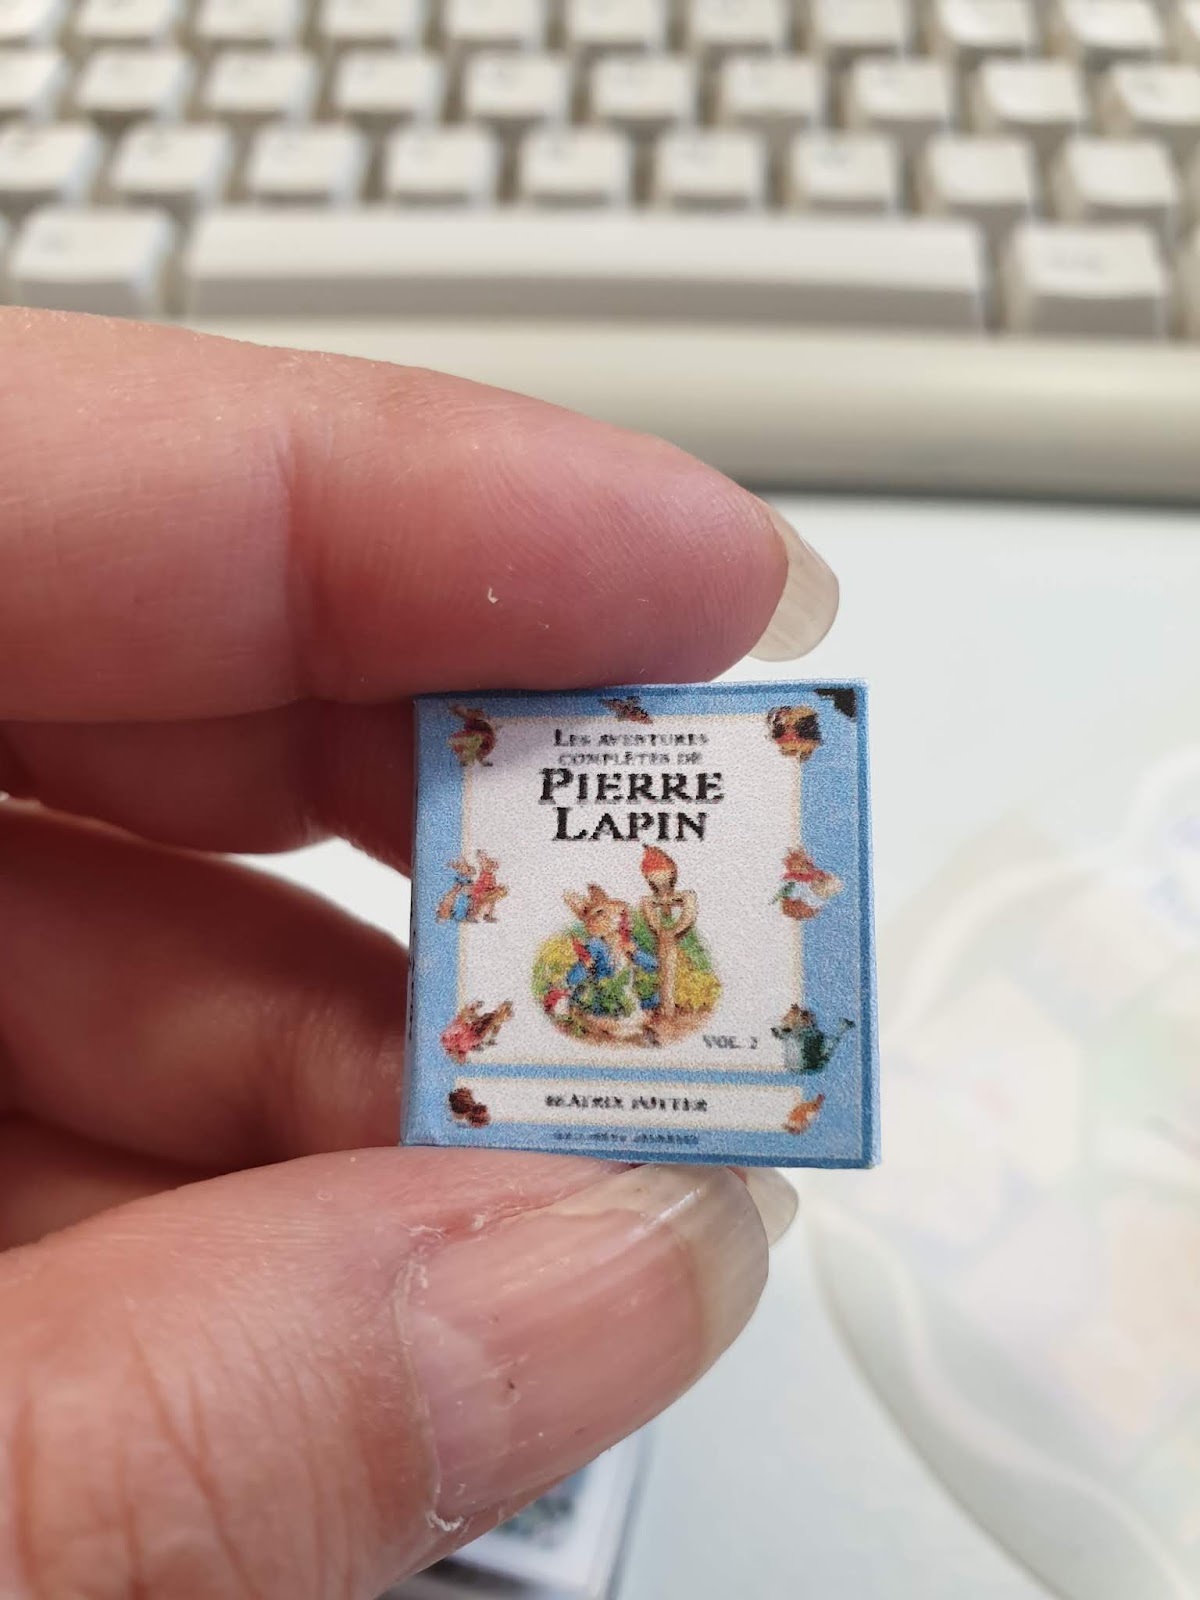 LES AVENTURES
COMPLÈTES DE
PIERRE
LAPIN
VOL. 2
BEATRIX POTTER